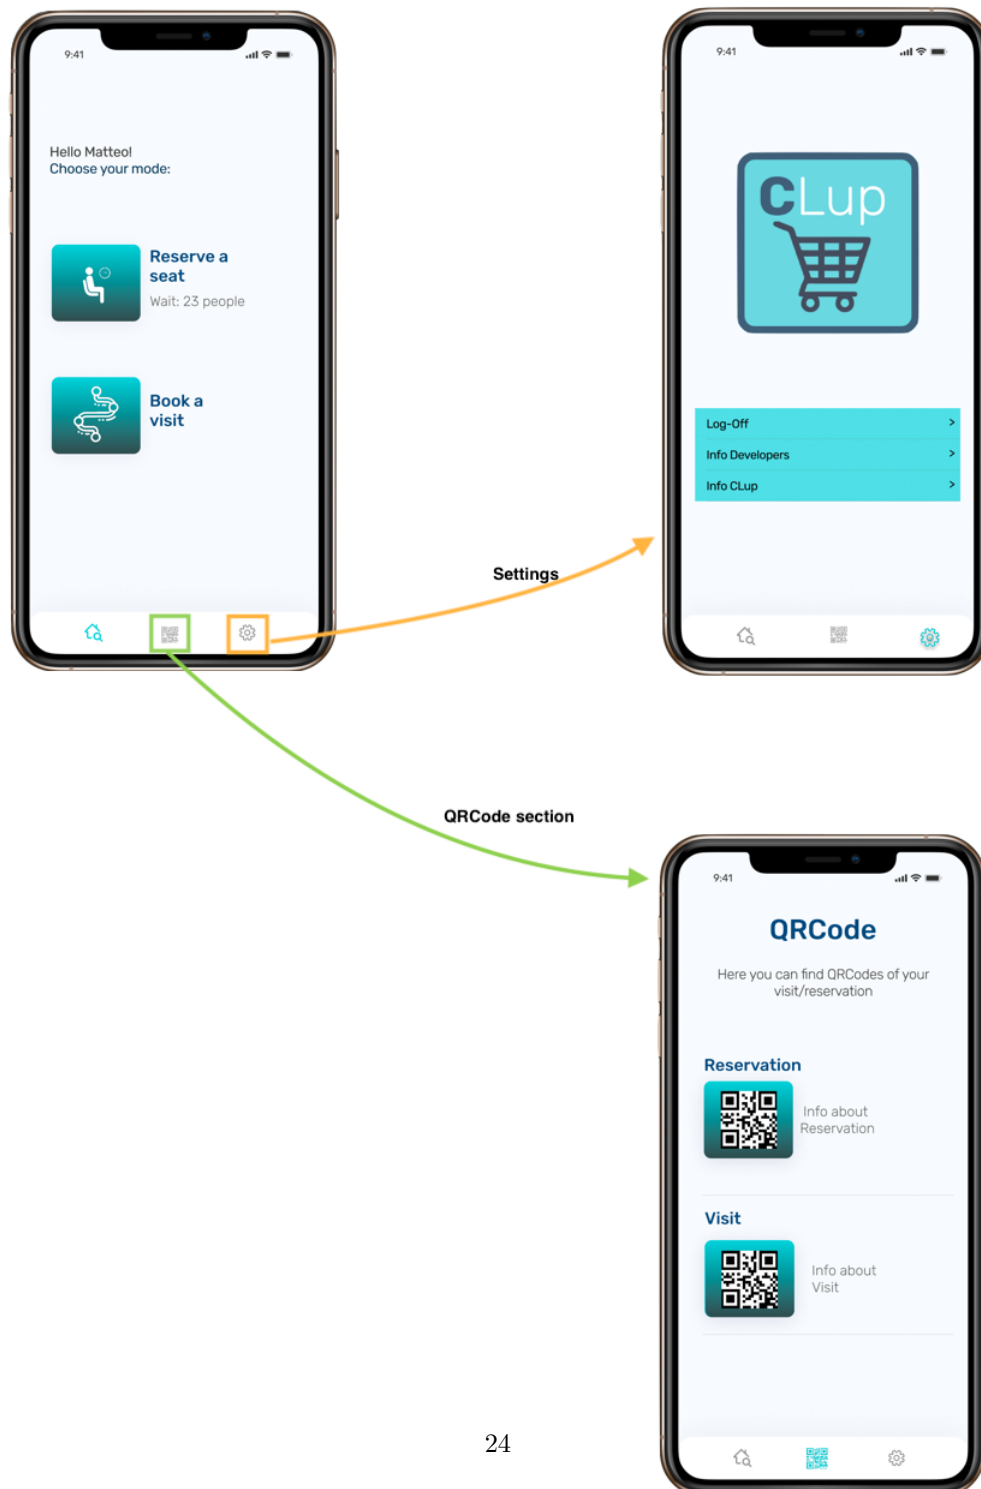 9:41
Hello Matteo!
Choose your mode:
Reserve a
seat
Wait: 23 people
Book a
visit
9:41
CLup
Log-Off >
Info Developers >
Info CLup >
Settings
QRCode section
9:41
QRCode
Here you can find QRCodes of your
visit/reservation
Reservation
Info about
Reservation
Visit
Info about
Visit
24